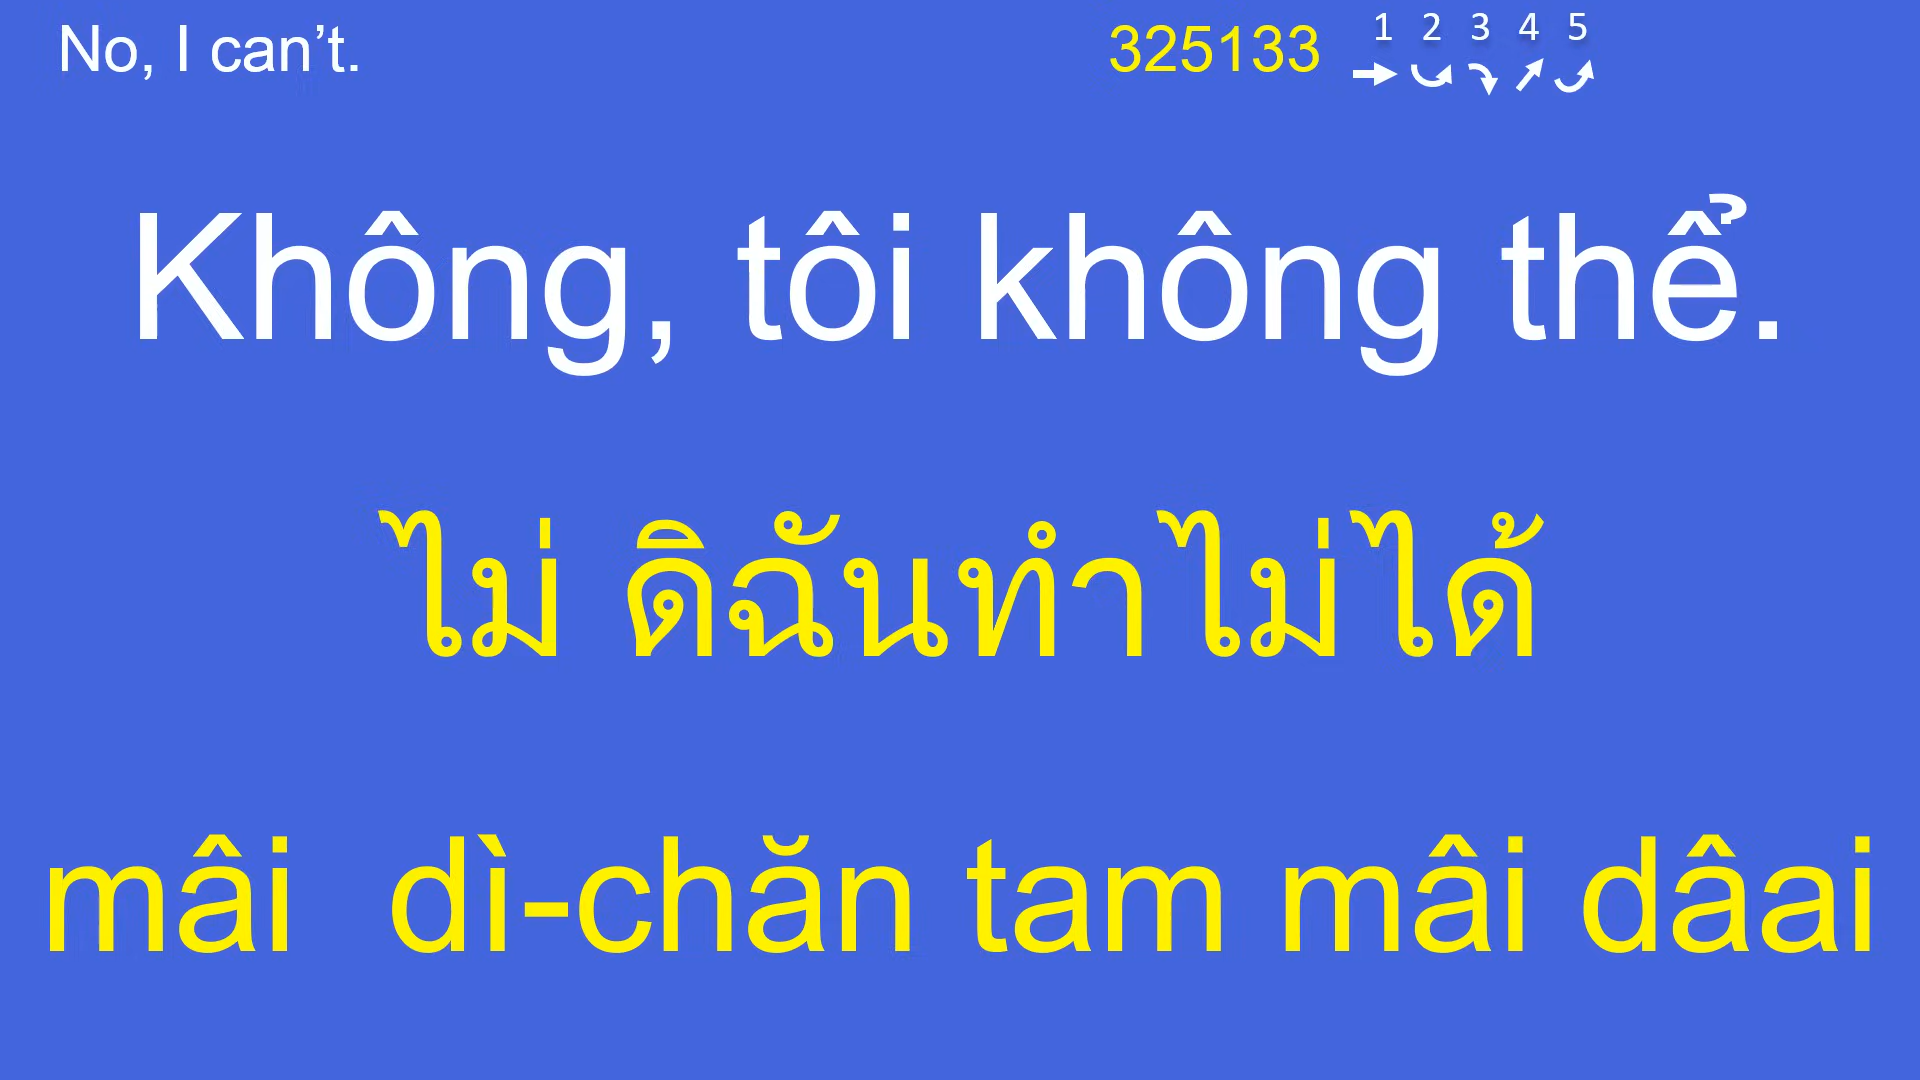 No, I can’t.
325133
1 2 3 4 5
Không, tôi không thể.
ไม่ ดิฉันทำไม่ได้
mâi dì-chăn tam mâi dâai